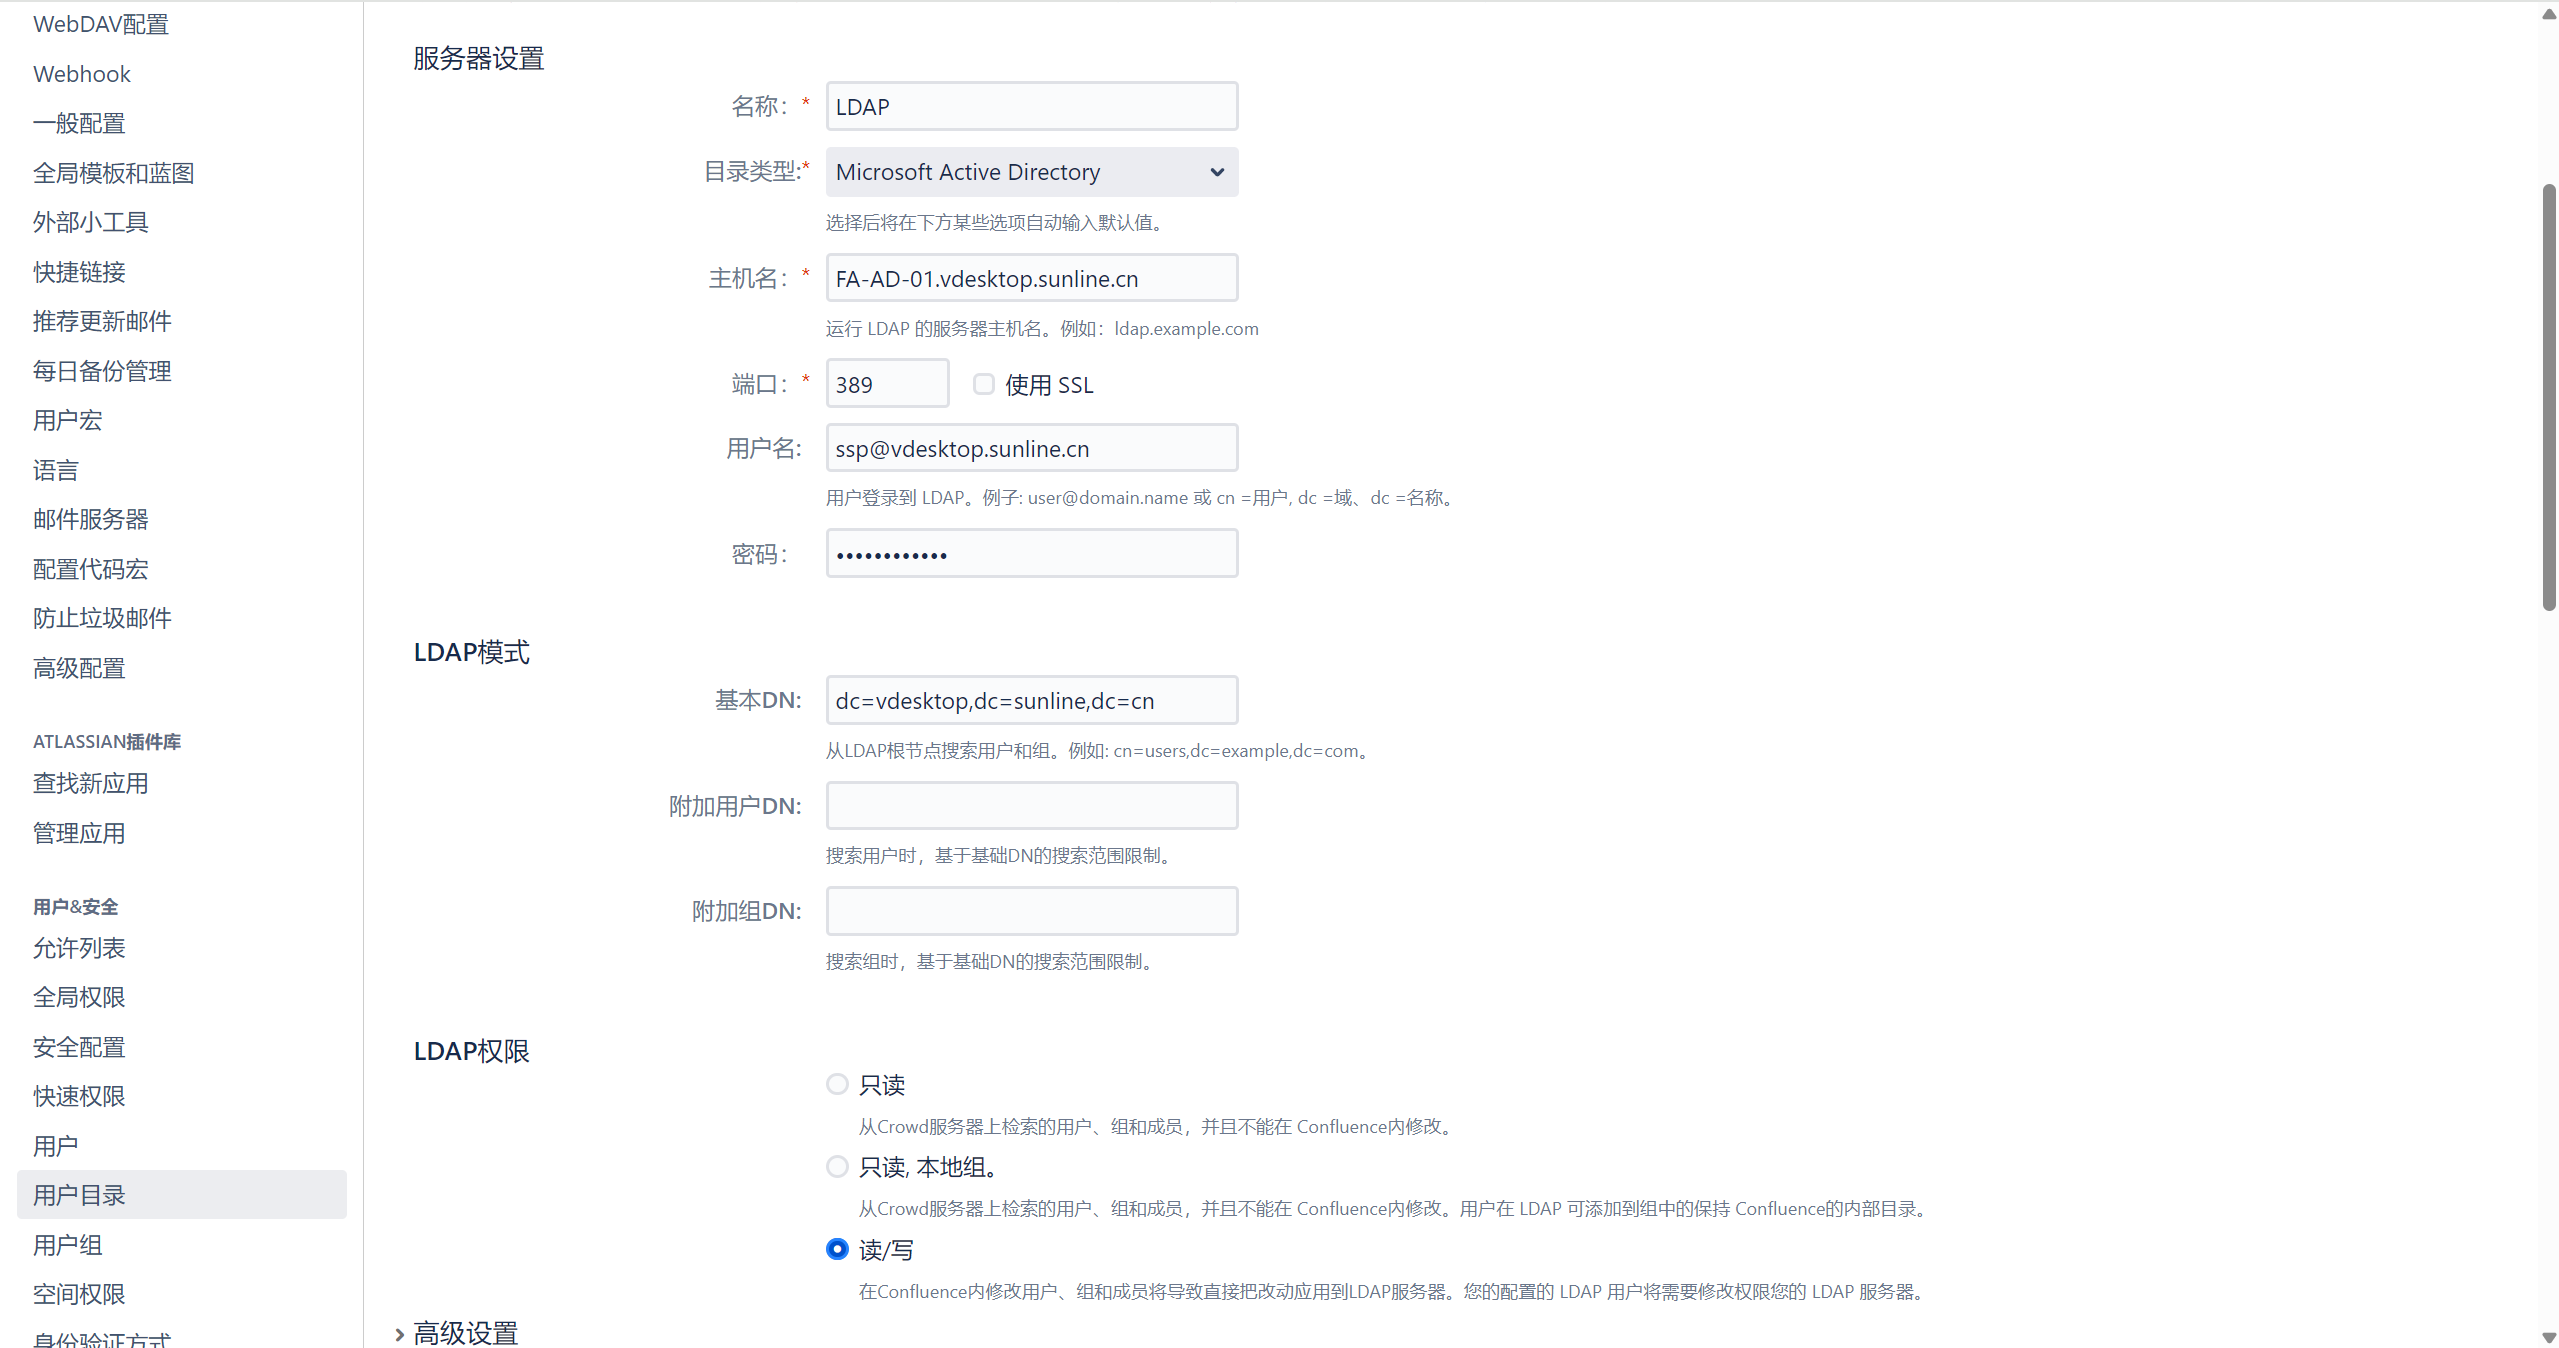 WebDAV配置
Webhook
一般配置
全局模板和蓝图
外部小工具
快捷链接
推荐更新邮件
每日备份管理
用户宏
语言
邮件服务器
配置代码宏
防止垃圾邮件
高级配置
ATLASSIAN插件库
查找新应用
管理应用
用户&安全
允许列表
全局权限
安全配置
快速权限
用户
用户目录
用户组
空间权限
身份验证方式
服务器设置
名称：* LDAP
目录类型:* Microsoft Active Directory
选择后将在下方某些选项自动输入默认值。
主机名：* FA-AD-01.vdesktop.sunline.cn
运行 LDAP 的服务器主机名。例如：ldap.example.com
端口：* 389 使用 SSL
用户名: ssp@vdesktop.sunline.cn
用户登录到 LDAP。例子: user@domain.name 或 cn =用户, dc =域、dc =名称。
密码： ••••••••••••
LDAP模式
基本DN: dc=vdesktop,dc=sunline,dc=cn
从LDAP根节点搜索用户和组。例如: cn=users,dc=example,dc=com。
附加用户DN:
搜索用户时，基于基础DN的搜索范围限制。
附加组DN:
搜索组时，基于基础DN的搜索范围限制。
LDAP权限
只读
从Crowd服务器上检索的用户、组和成员，并且不能在 Confluence内修改。
只读, 本地组。
从Crowd服务器上检索的用户、组和成员，并且不能在 Confluence内修改。用户在 LDAP 可添加到组中的保持 Confluence的内部目录。
读/写
在Confluence内修改用户、组和成员将导致直接把改动应用到LDAP服务器。您的配置的 LDAP 用户将需要修改权限您的 LDAP 服务器。
高级设置